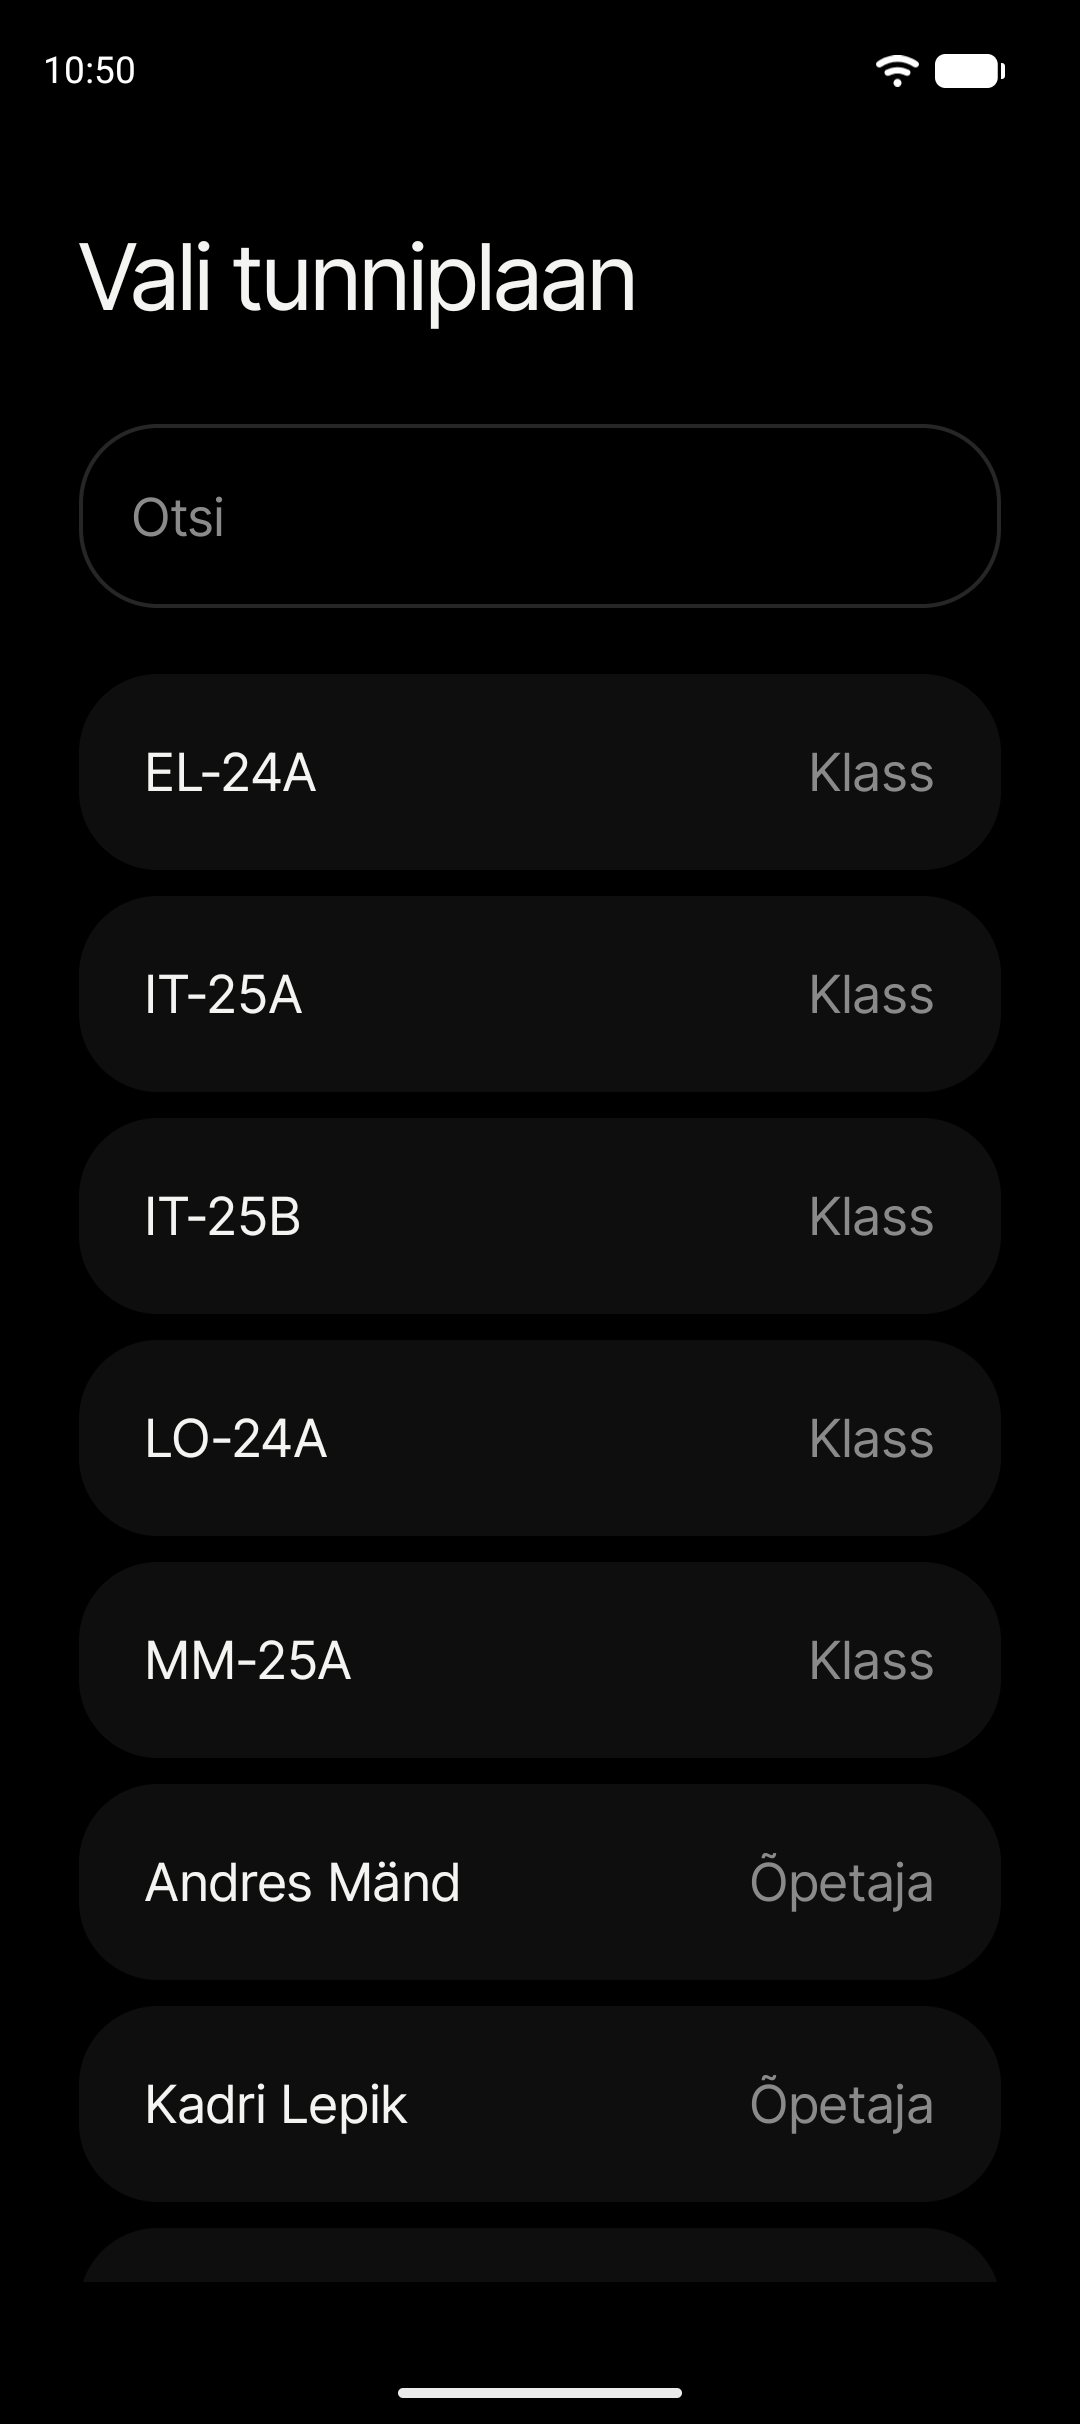 10:50
Vali tunniplaan
Otsi
EL-24A Klass
IT-25A Klass
IT-25B Klass
LO-24A Klass
MM-25A Klass
Andres Mänd Õpetaja
Kadri Lepik Õpetaja